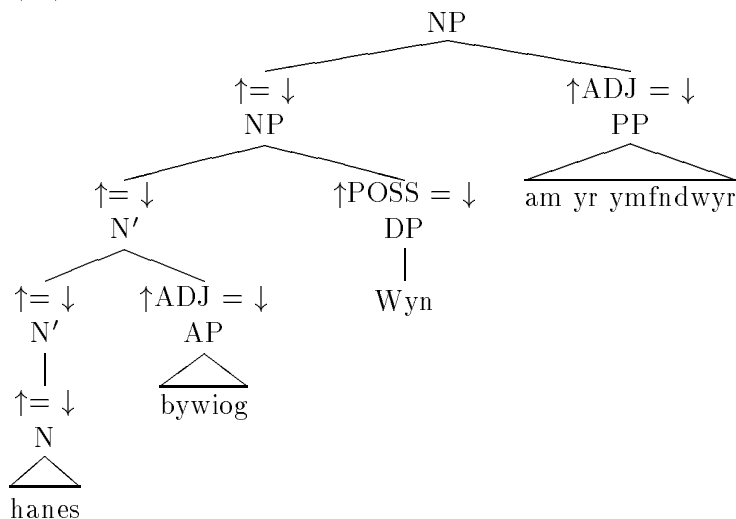 NP
↑= ↓ ↑ADJ = ↓
NP PP
↑= ↓ ↑POSS = ↓ am yr ymfndwyr
N′ DP
↑= ↓ ↑ADJ = ↓ Wyn
N′ AP
↑= ↓ bywiog
N
hanes